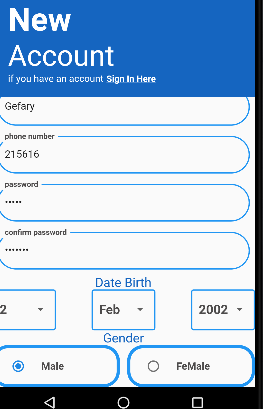 New
Account
if you have an account Sign In Here
Gefary
phone number
215616
password
•••••
confirm password
•••••••
Date Birth
2 Feb 2002
Gender
Male FeMale